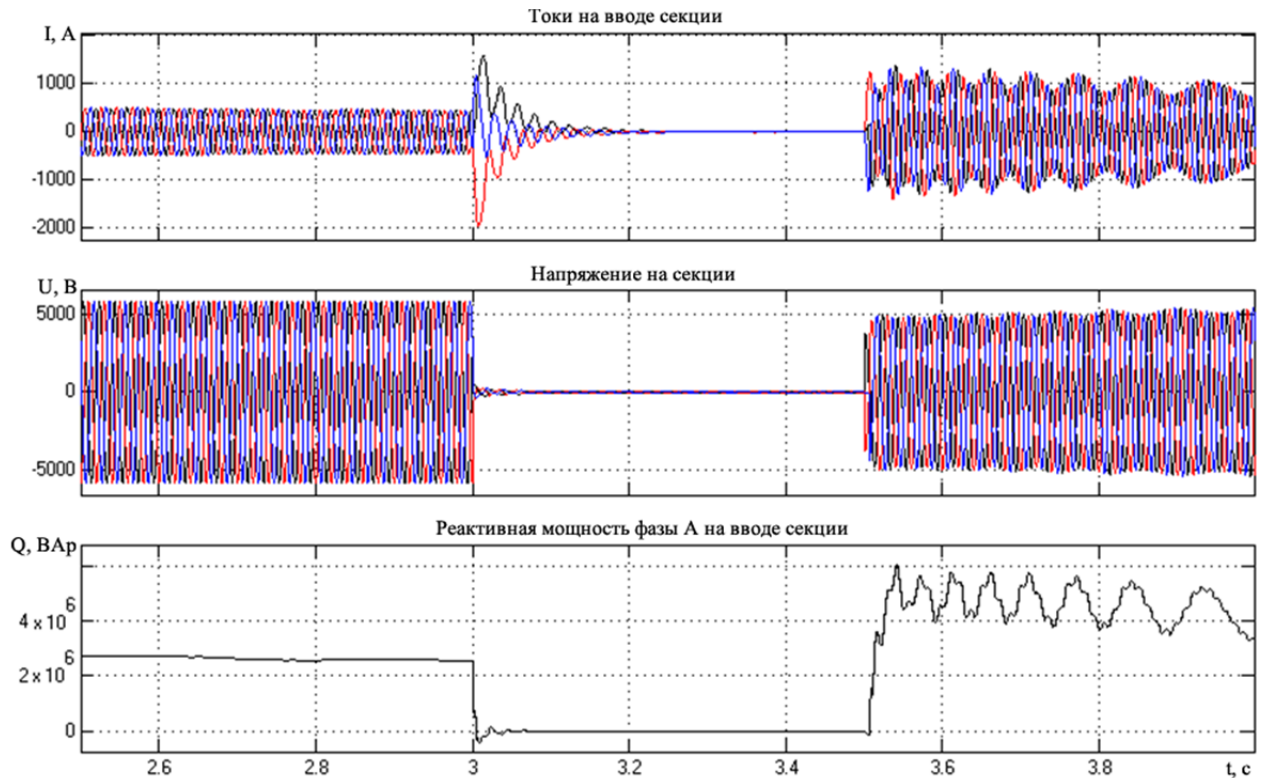 Токи на вводе секции
I, А
1000
0
-1000
-2000
Напряжение на секции
U, В
5000
0
-5000
Реактивная мощность фазы А на вводе секции
Q, ВАр
4 x 10^6
2 x 10^6
0
2.6 2.8 3 3.2 3.4 3.6 3.8 t, с